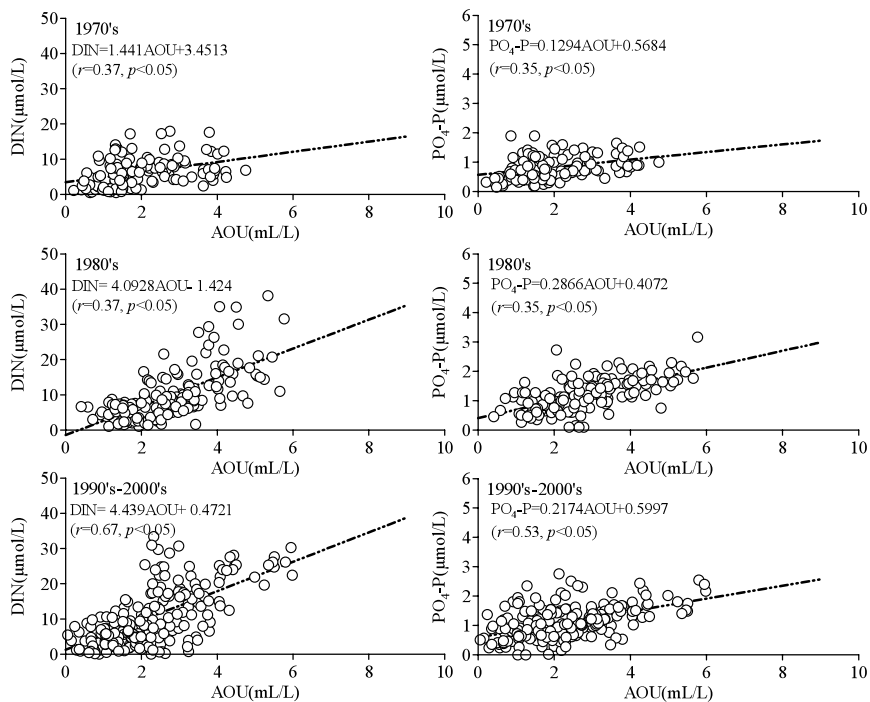 50
40
30
20
10
0
DIN(μmol/L)
1970's
DIN=1.441AOU+3.4513
(r=0.37, p<0.05)
0 2 4 6 8 10
AOU(mL/L)
6
5
4
3
2
1
0
PO4-P(μmol/L)
1970's
PO4-P=0.1294AOU+0.5684
(r=0.35, p<0.05)
0 2 4 6 8 10
AOU(mL/L)
50
40
30
20
10
0
DIN(μmol/L)
1980's
DIN= 4.0928AOU- 1.424
(r=0.37, p<0.05)
0 2 4 6 8 10
AOU(mL/L)
6
5
4
3
2
1
0
PO4-P(μmol/L)
1980's
PO4-P=0.2866AOU+0.4072
(r=0.35, p<0.05)
0 2 4 6 8 10
AOU(mL/L)
50
40
30
20
10
0
DIN(μmol/L)
1990's-2000's
DIN= 4.439AOU+ 0.4721
(r=0.67, p<0.05)
0 2 4 6 8 10
AOU(mL/L)
6
5
4
3
2
1
0
PO4-P(μmol/L)
1990's-2000's
PO4-P=0.2174AOU+0.5997
(r=0.53, p<0.05)
0 2 4 6 8 10
AOU(mL/L)